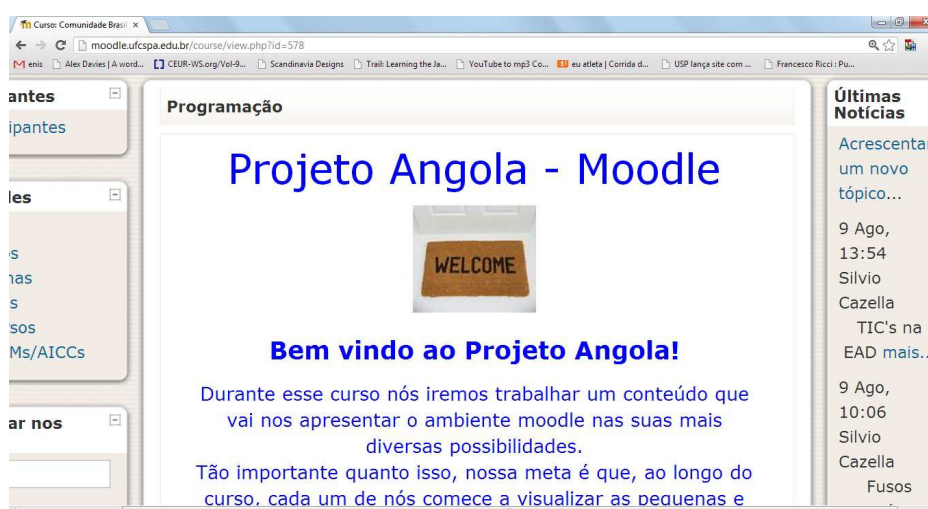 Curso: Comunidade Brasil
moodle.ufcspa.edu.br/course/view.php?id=578
enis
Alex Davies | A word...
CEUR-WS.org/Vol-9...
Scandinavia Designs
Trail: Learning the Ja...
YouTube to mp3 Co...
EU eu atleta | Corrida d...
USP lança site com ...
Francesco Ricci : Pu...
antes
ipantes
les
s
nas
s
rsos
Ms/AICCs
ar nos
Programação
Projeto Angola - Moodle
WELCOME
Bem vindo ao Projeto Angola!
Durante esse curso nós iremos trabalhar um conteúdo que
vai nos apresentar o ambiente moodle nas suas mais
diversas possibilidades.
Tão importante quanto isso, nossa meta é que, ao longo do
curso, cada um de nós comece a visualizar as pequenas e
Últimas
Notícias
Acrescentar
um novo
tópico...
9 Ago,
13:54
Silvio
Cazella
TIC's na
EAD mais..
9 Ago,
10:06
Silvio
Cazella
Fusos